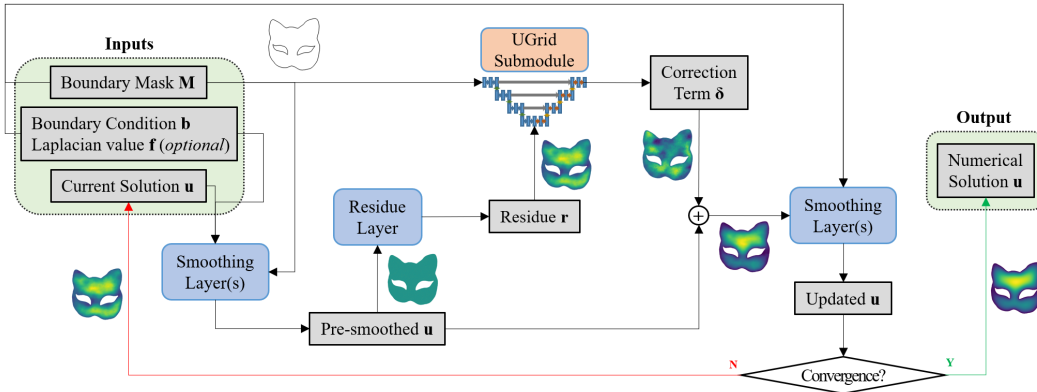 Inputs
Boundary Mask M
Boundary Condition b
Laplacian value f (optional)
Current Solution u
Smoothing
Layer(s)
Residue
Layer
Pre-smoothed u
Residue r
UGrid
Submodule
Correction
Term δ
+
Smoothing
Layer(s)
Updated u
Convergence?
N
Y
Output
Numerical
Solution u